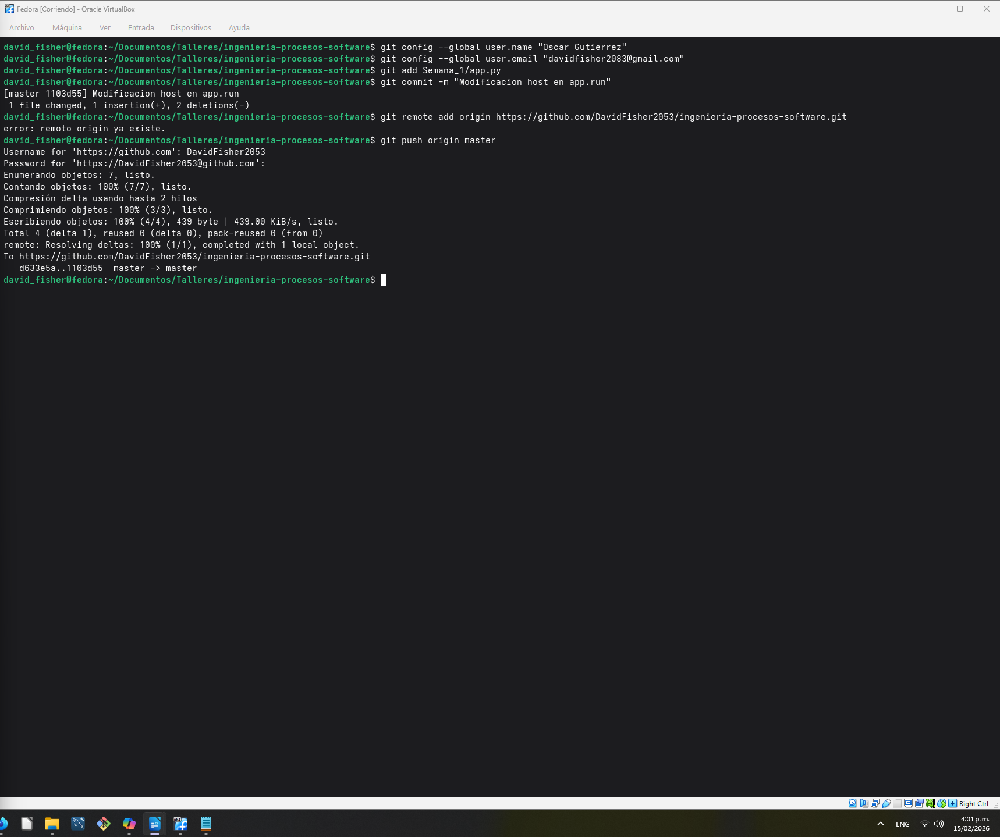 Fedora [Corriendo] - Oracle VirtualBox
Archivo Máquina Ver Entrada Dispositivos Ayuda
david_fisher@fedora:~/Documentos/Talleres/ingenieria-procesos-software$ git config --global user.name "Oscar Gutierrez"
david_fisher@fedora:~/Documentos/Talleres/ingenieria-procesos-software$ git config --global user.email "davidfisher2083@gmail.com"
david_fisher@fedora:~/Documentos/Talleres/ingenieria-procesos-software$ git add Semana_1/app.py
david_fisher@fedora:~/Documentos/Talleres/ingenieria-procesos-software$ git commit -m "Modificacion host en app.run"
[master 1103d55] Modificacion host en app.run
 1 file changed, 1 insertion(+), 2 deletions(-)
david_fisher@fedora:~/Documentos/Talleres/ingenieria-procesos-software$ git remote add origin https://github.com/DavidFisher2053/ingenieria-procesos-software.git
error: remoto origin ya existe.
david_fisher@fedora:~/Documentos/Talleres/ingenieria-procesos-software$ git push origin master
Username for 'https://github.com': DavidFisher2053
Password for 'https://DavidFisher2053@github.com':
Enumerando objetos: 7, listo.
Contando objetos: 100% (7/7), listo.
Compresión delta usando hasta 2 hilos
Comprimiendo objetos: 100% (3/3), listo.
Escribiendo objetos: 100% (4/4), 439 byte | 439.00 KiB/s, listo.
Total 4 (delta 1), reused 0 (delta 0), pack-reused 0 (from 0)
remote: Resolving deltas: 100% (1/1), completed with 1 local object.
To https://github.com/DavidFisher2053/ingenieria-procesos-software.git
   d633e5a..1103d55  master -> master
david_fisher@fedora:~/Documentos/Talleres/ingenieria-procesos-software$
Right Ctrl
x64
ENG
4:01 p. m.
15/02/2026